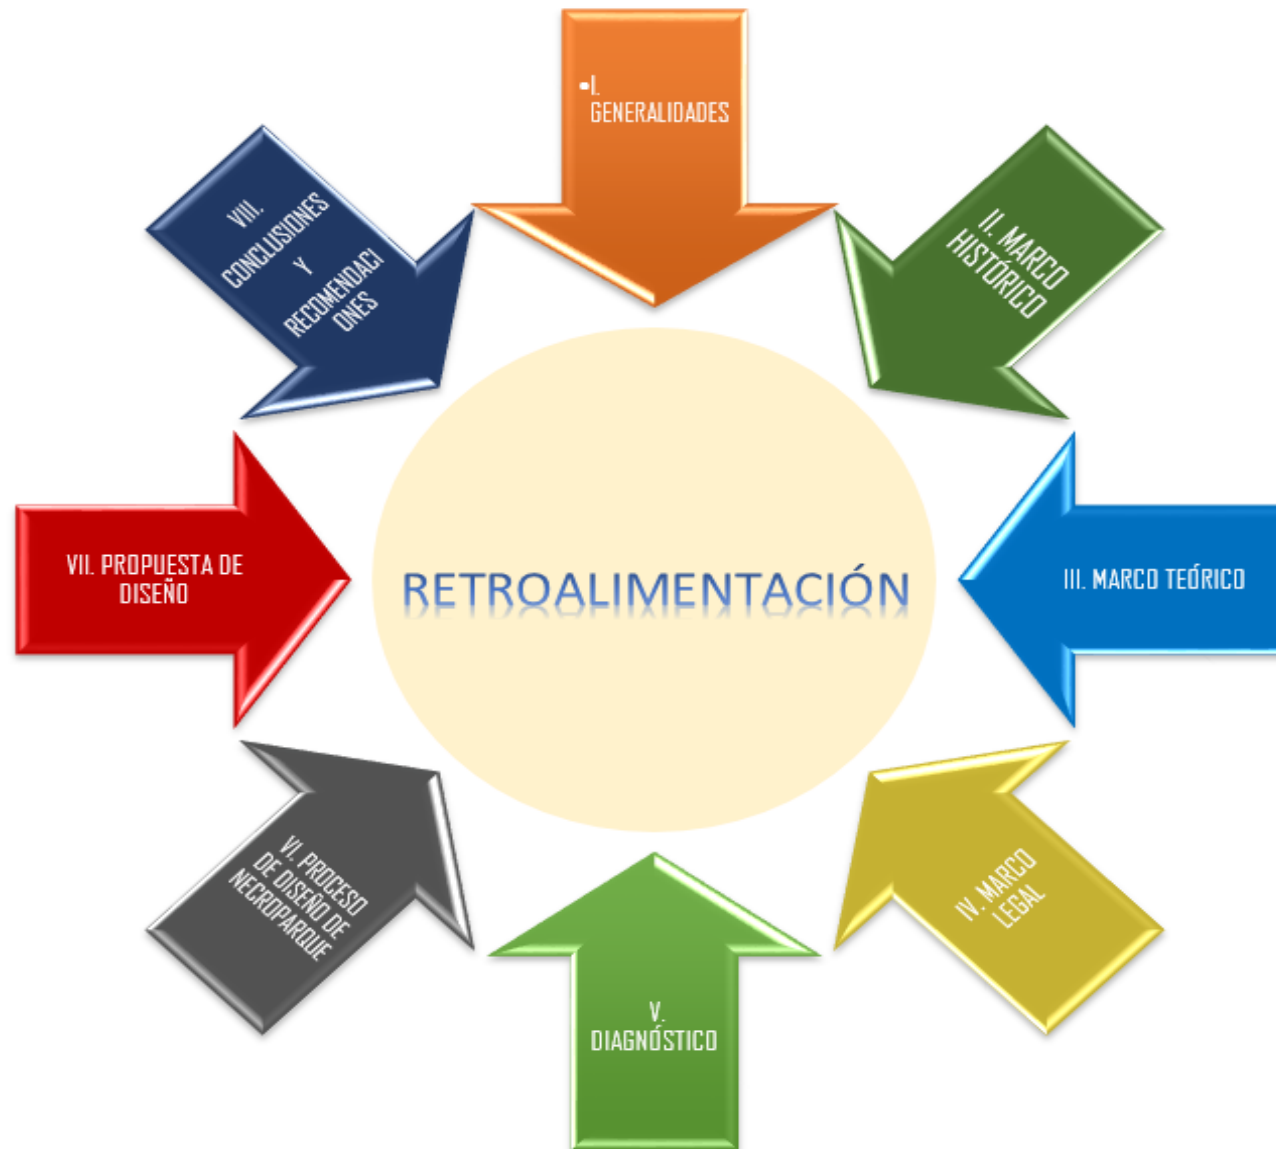 •I.
GENERALIDADES
II. MARCO
HISTÓRICO
III. MARCO TEÓRICO
IV. MARCO
LEGAL
V.
DIAGNÓSTICO
VI. PROCESO
DE DISEÑO DE
NECROPARQUE
VII. PROPUESTA DE
DISEÑO
VIII.
CONCLUSIONES
Y
RECOMENDACI
ONES
RETROALIMENTACIÓN